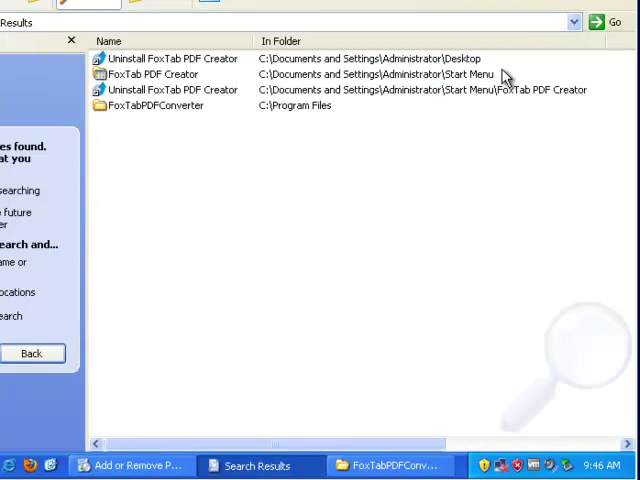 Results
Go
Name In Folder
Uninstall FoxTab PDF Creator C:\Documents and Settings\Administrator\Desktop
FoxTab PDF Creator C:\Documents and Settings\Administrator\Start Menu
Uninstall FoxTab PDF Creator C:\Documents and Settings\Administrator\Start Menu\FoxTab PDF Creator
FoxTabPDFConverter C:\Program Files
es found.
at you
searching
e future
er
earch and...
ame or
ocations
earch
Back
Add or Remove P... Search Results FoxTabPDFConv... 9:46 AM